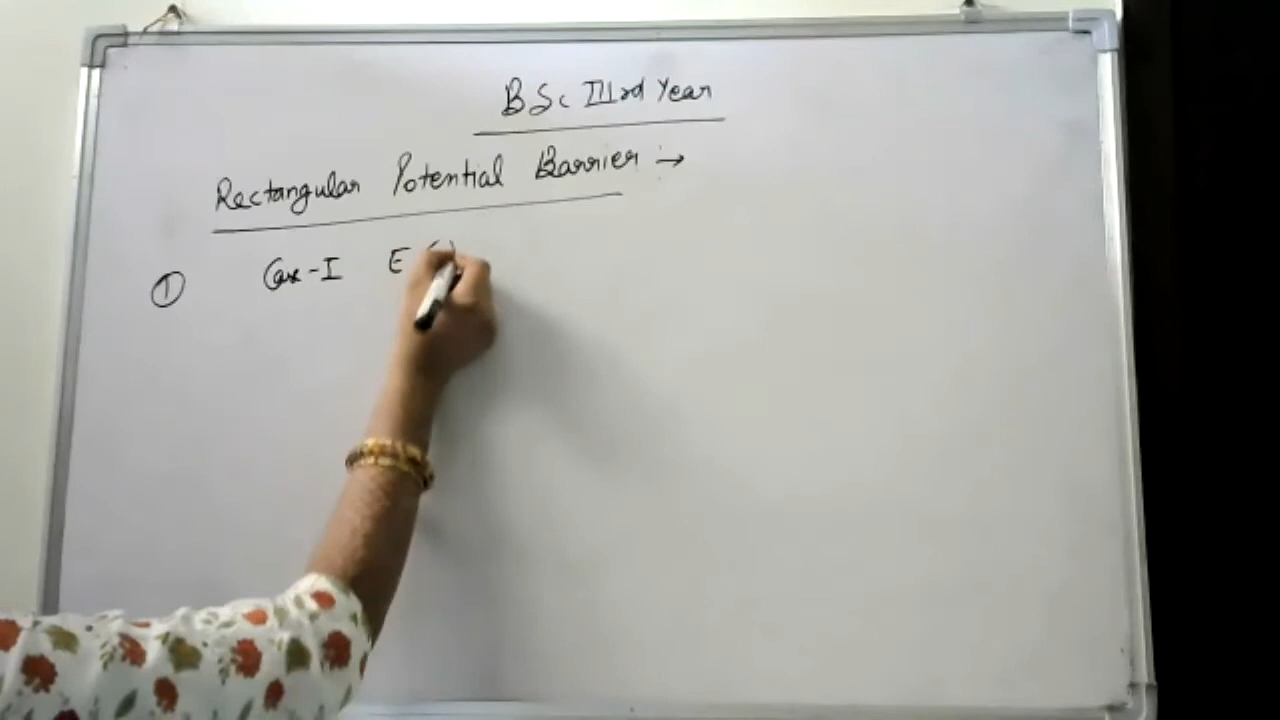 BSc IIIrd Year
Rectangular Potential Barrier :→
① Case-I E